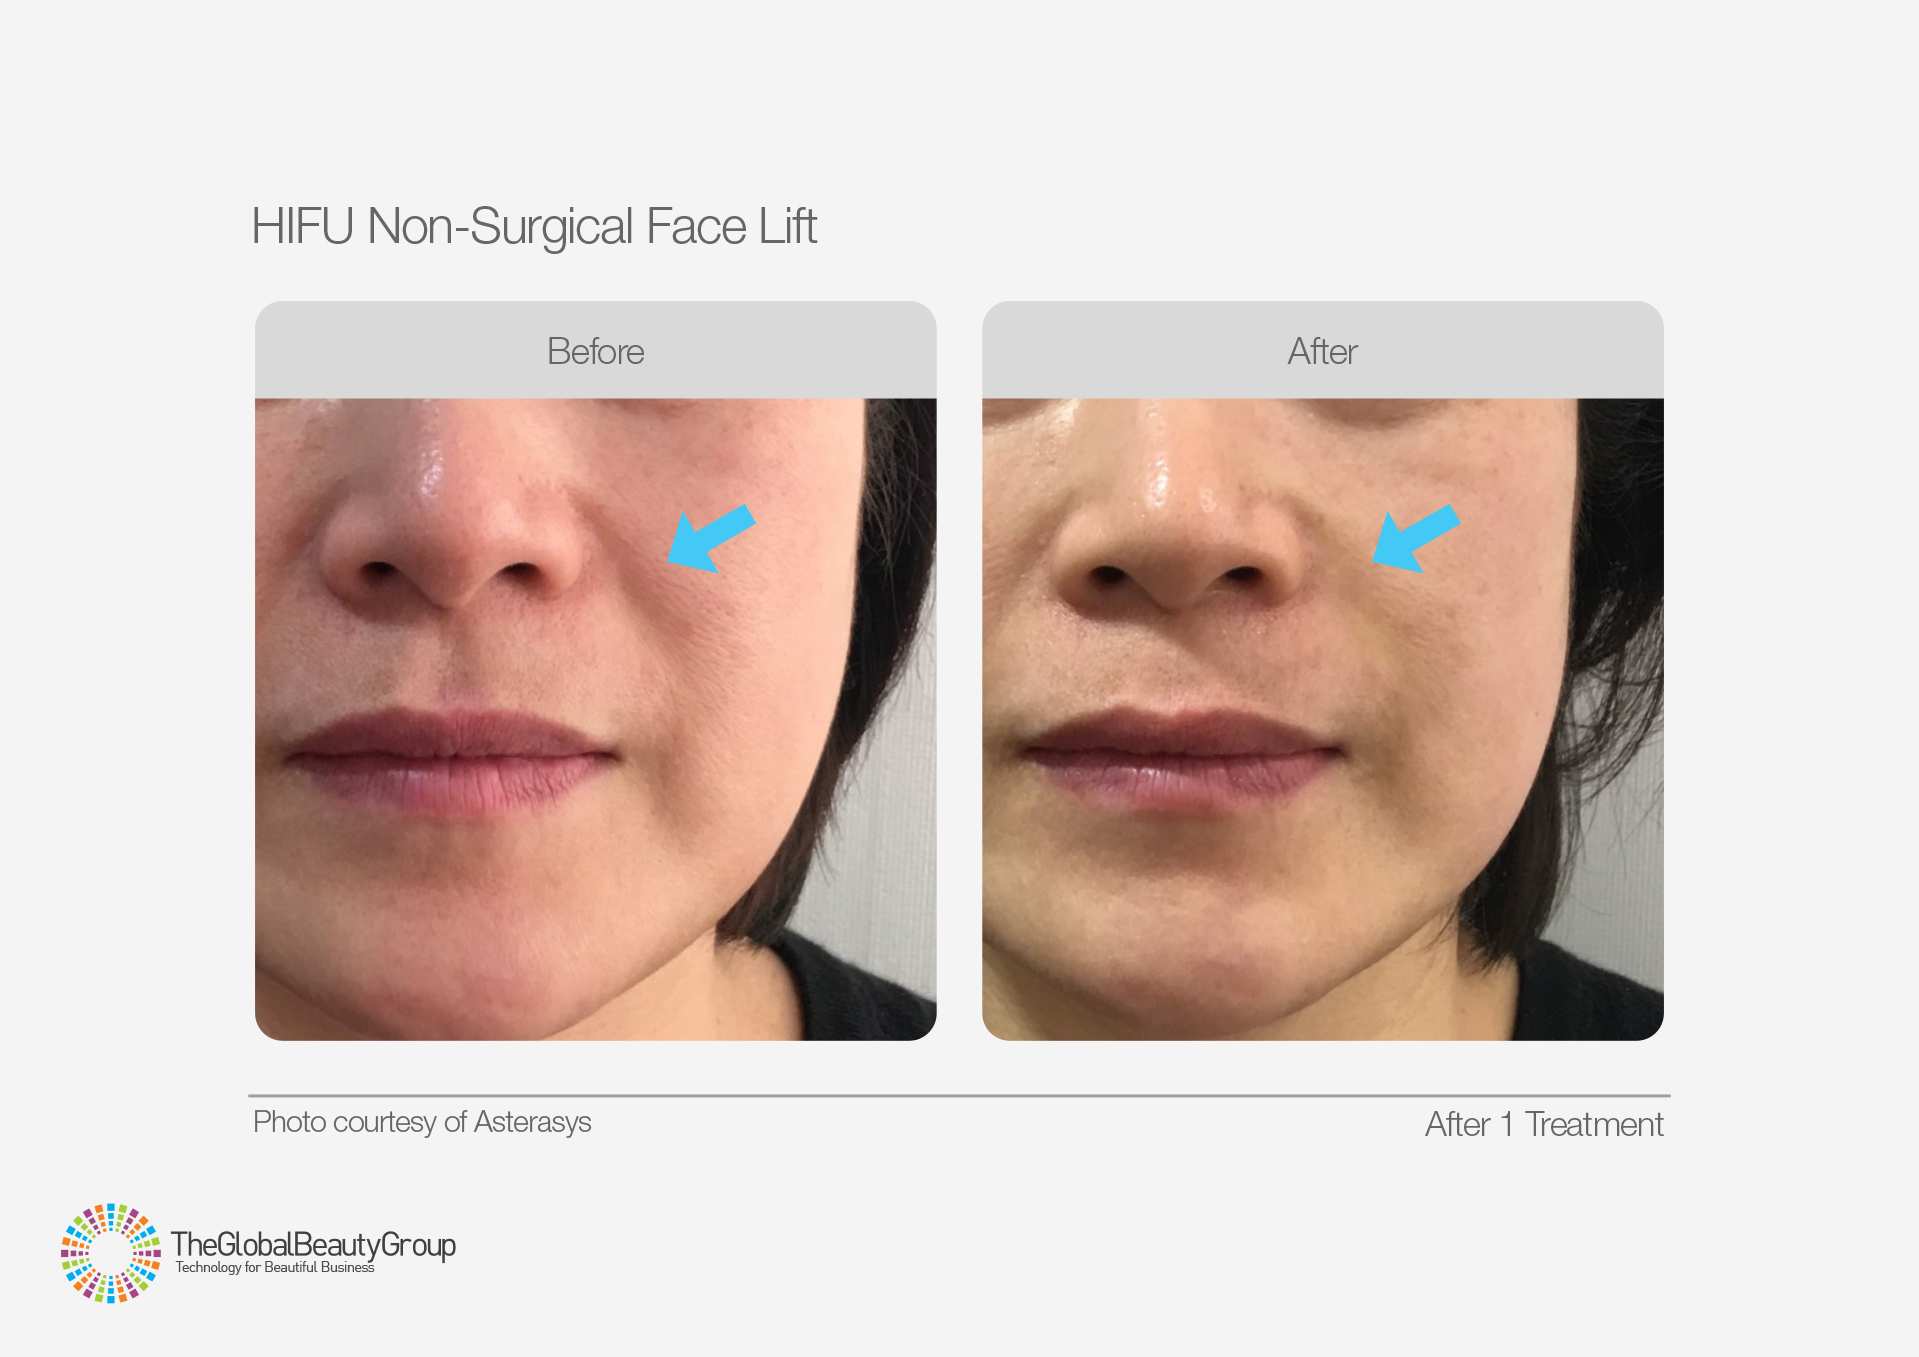 HIFU Non-Surgical Face Lift
Before
After
Photo courtesy of Asterasys
After 1 Treatment
TheGlobalBeautyGroup
Technology for Beautiful Business